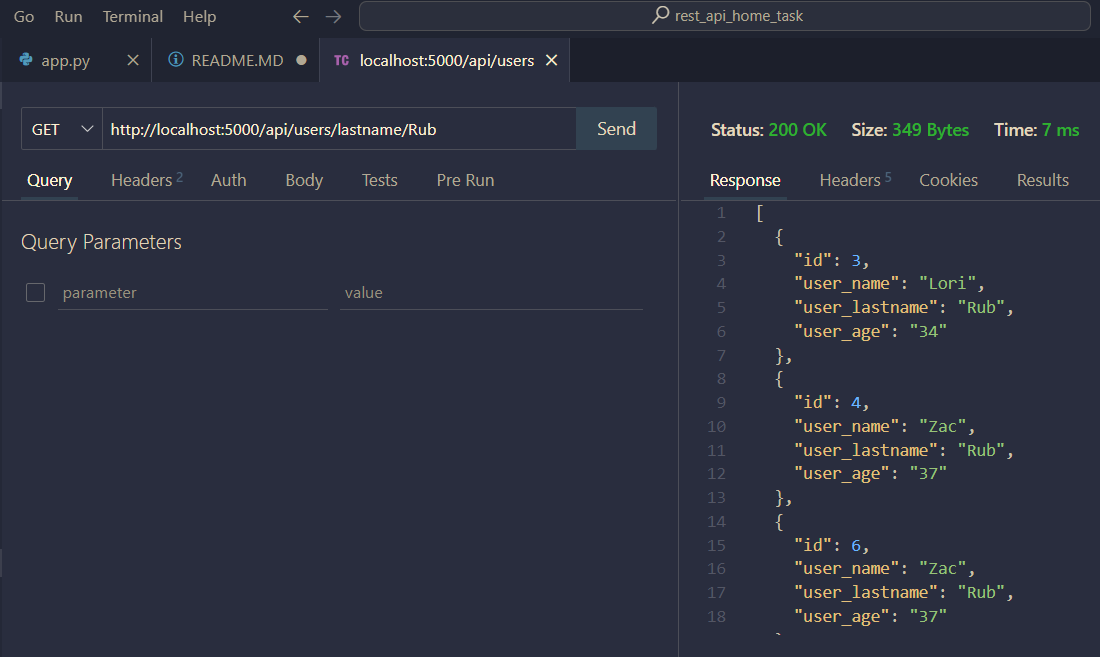 Go Run Terminal Help
rest_api_home_task
app.py
README.MD
TC localhost:5000/api/users
GET http://localhost:5000/api/users/lastname/Rub Send
Query Headers 2 Auth Body Tests Pre Run
Query Parameters
parameter value
Status: 200 OK Size: 349 Bytes Time: 7 ms
Response Headers 5 Cookies Results
1 [
2 {
3 "id": 3,
4 "user_name": "Lori",
5 "user_lastname": "Rub",
6 "user_age": "34"
7 },
8 {
9 "id": 4,
10 "user_name": "Zac",
11 "user_lastname": "Rub",
12 "user_age": "37"
13 },
14 {
15 "id": 6,
16 "user_name": "Zac",
17 "user_lastname": "Rub",
18 "user_age": "37"